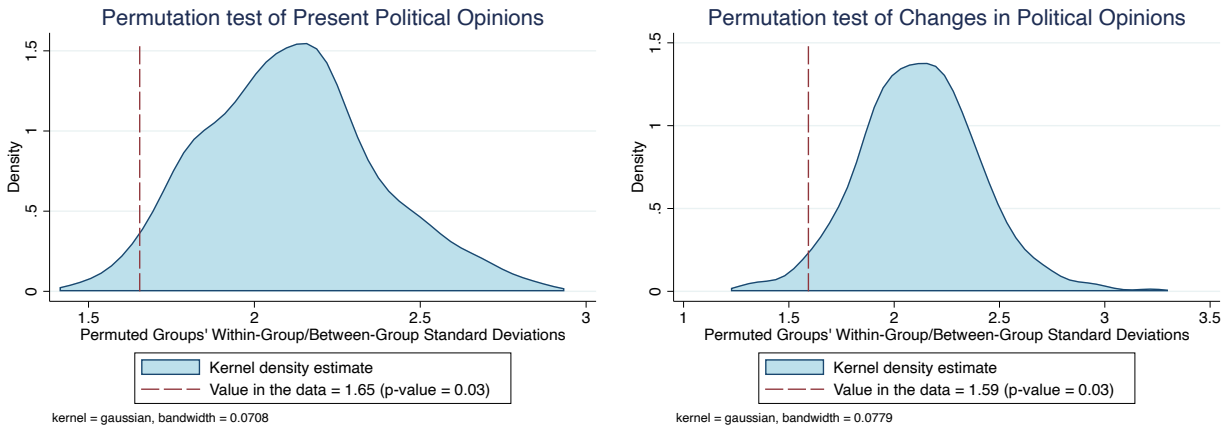 Permutation test of Present Political Opinions
Density
1.5
1
.5
0
1.5 2 2.5 3
Permuted Groups' Within-Group/Between-Group Standard Deviations
Kernel density estimate
Value in the data = 1.65 (p-value = 0.03)
kernel = gaussian, bandwidth = 0.0708
Permutation test of Changes in Political Opinions
Density
1.5
1
.5
0
1 1.5 2 2.5 3 3.5
Permuted Groups' Within-Group/Between-Group Standard Deviations
Kernel density estimate
Value in the data = 1.59 (p-value = 0.03)
kernel = gaussian, bandwidth = 0.0779